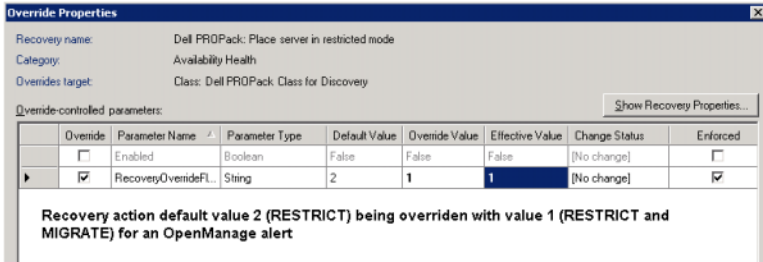 Override Properties
Recovery name: Dell PROPack: Place server in restricted mode
Category: Availability Health
Overrides target: Class: Dell PROPack Class for Discovery
Override-controlled parameters: Show Recovery Properties...
Override Parameter Name Parameter Type Default Value Override Value Effective Value Change Status Enforced
Enabled Boolean False False False [No change]
RecoveryOverrideFl... String 2 1 1 [No change]
Recovery action default value 2 (RESTRICT) being overriden with value 1 (RESTRICT and
MIGRATE) for an OpenManage alert